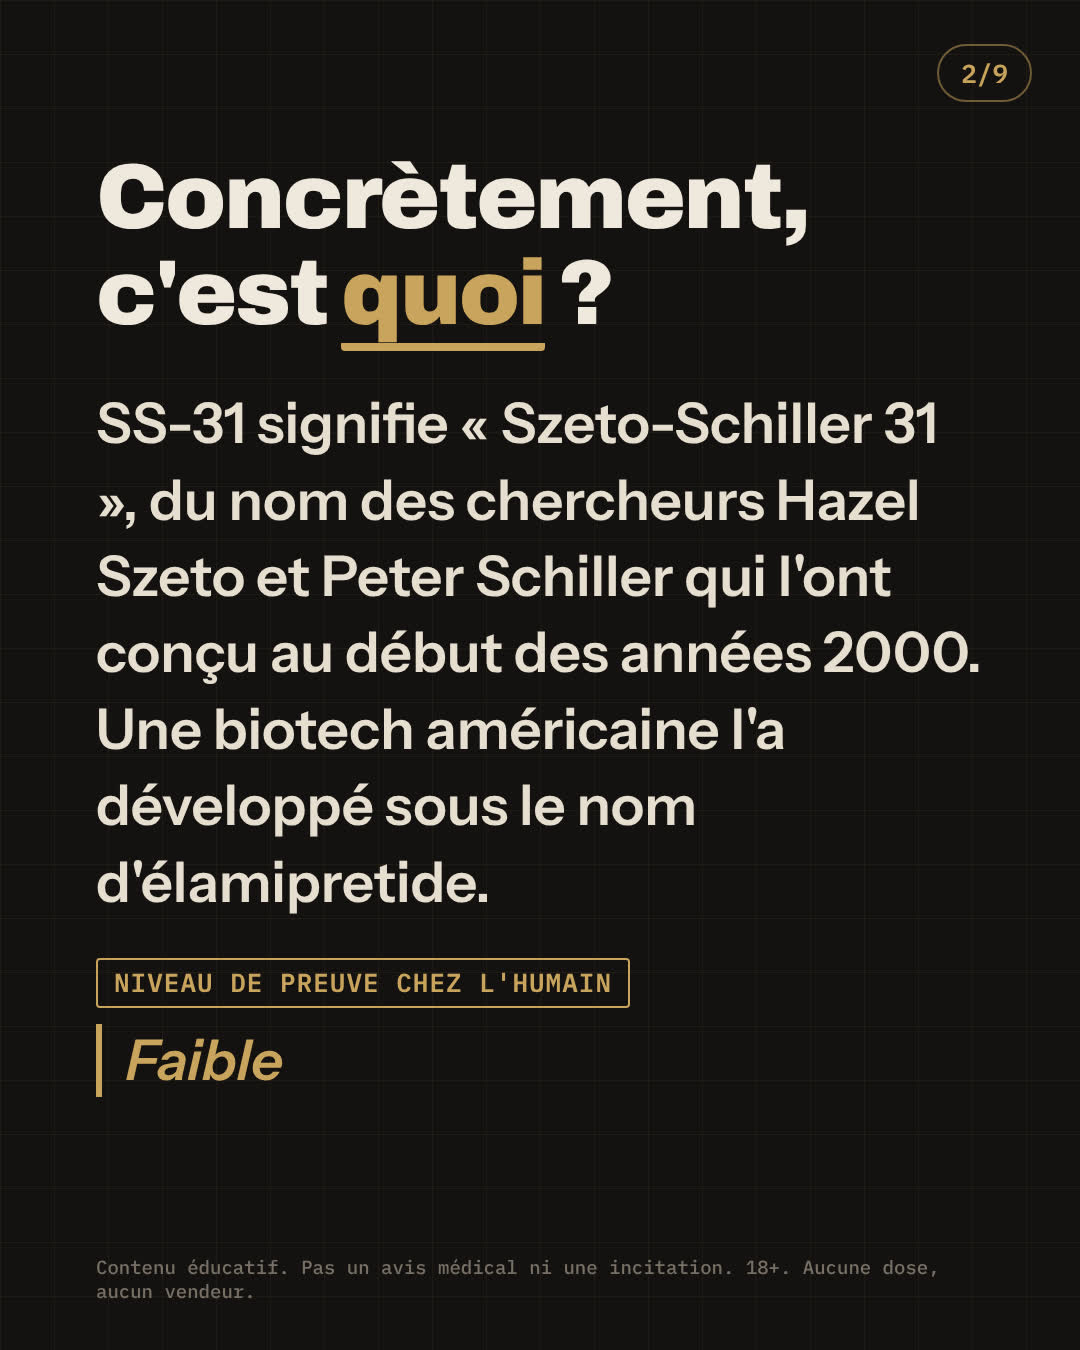 2/9
Concrètement,
c'est quoi ?
SS-31 signifie « Szeto-Schiller 31
», du nom des chercheurs Hazel
Szeto et Peter Schiller qui l'ont
conçu au début des années 2000.
Une biotech américaine l'a
développé sous le nom
d'élamipretide.
NIVEAU DE PREUVE CHEZ L'HUMAIN
Faible
Contenu éducatif. Pas un avis médical ni une incitation. 18+. Aucune dose,
aucun vendeur.